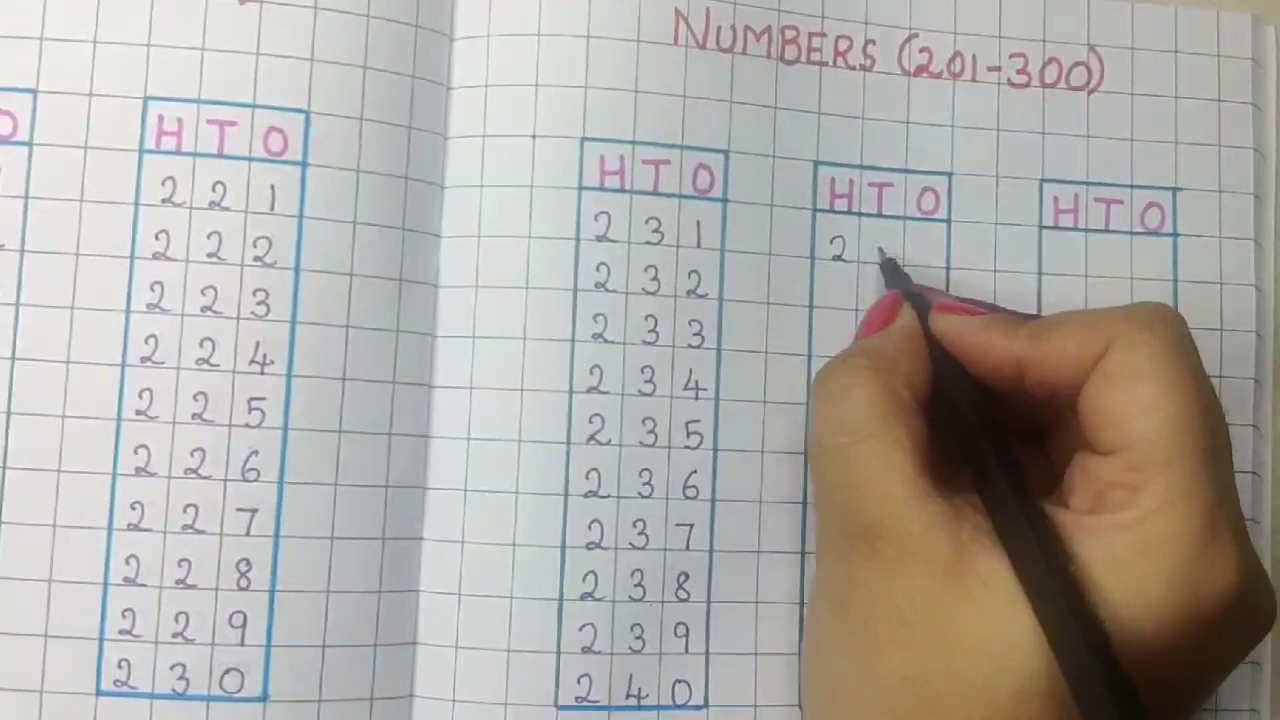 NUMBERS (201-300)
O
H T O
2 2 1
2 2 2
2 2 3
2 2 4
2 2 5
2 2 6
2 2 7
2 2 8
2 2 9
2 3 0
H T O
2 3 1
2 3 2
2 3 3
2 3 4
2 3 5
2 3 6
2 3 7
2 3 8
2 3 9
2 4 0
H T O
2
H T O